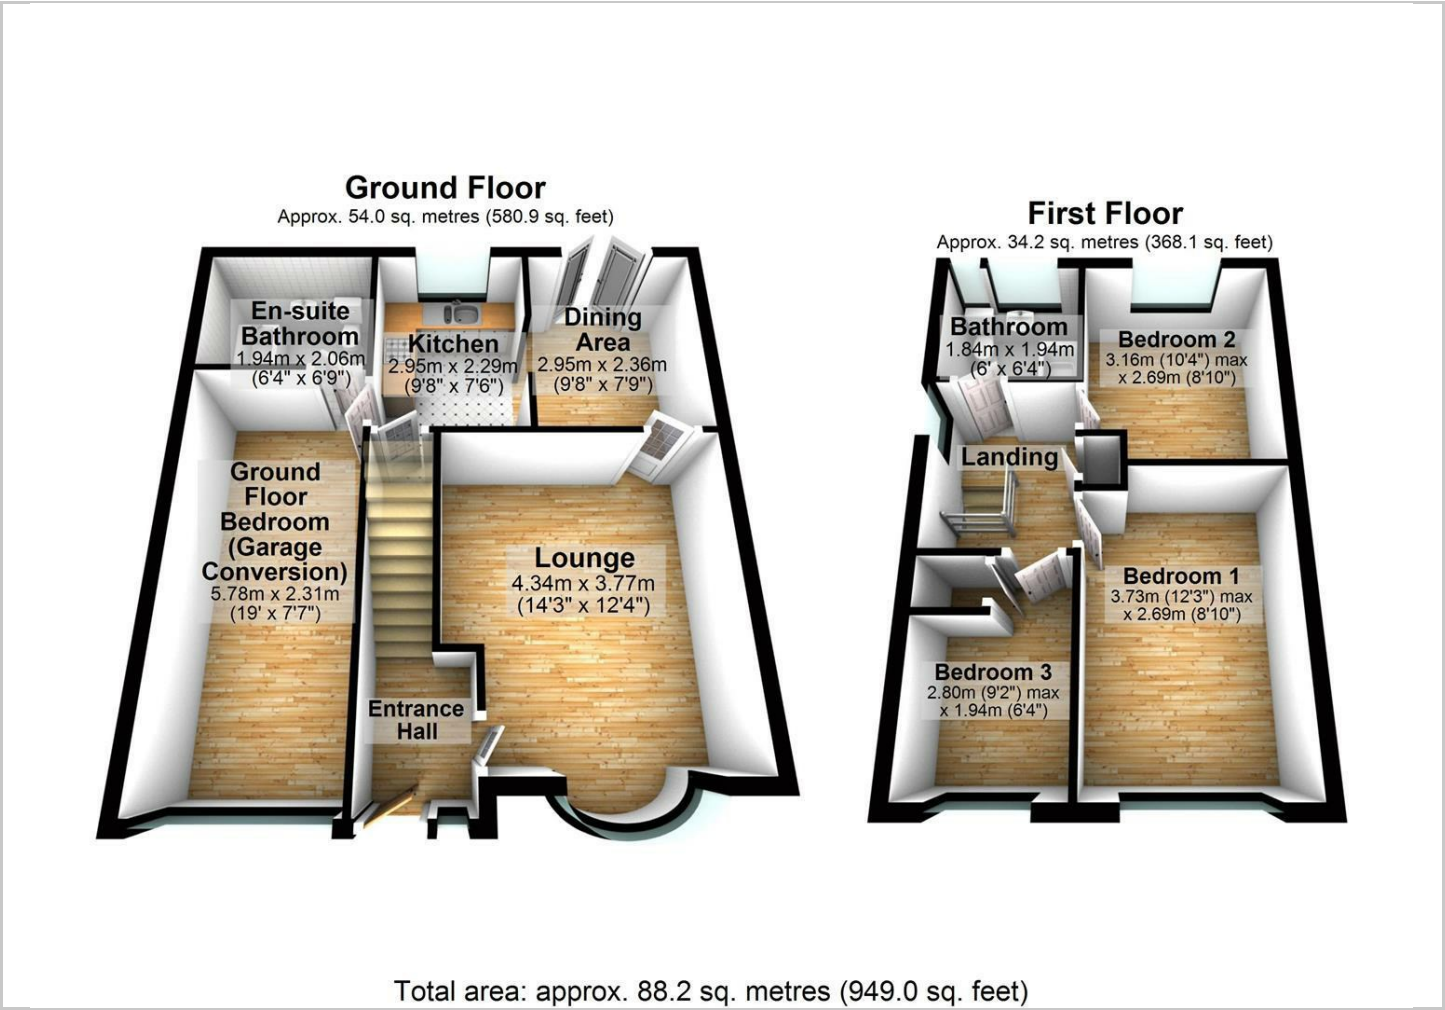 Ground Floor
Approx. 54.0 sq. metres (580.9 sq. feet)
En-suite
Bathroom
1.94m x 2.06m
(6'4" x 6'9")
Kitchen
2.95m x 2.29m
(9'8" x 7'6")
Dining
Area
2.95m x 2.36m
(9'8" x 7'9")
Ground
Floor
Bedroom
(Garage
Conversion)
5.78m x 2.31m
(19' x 7'7")
Lounge
4.34m x 3.77m
(14'3" x 12'4")
Entrance
Hall
First Floor
Approx. 34.2 sq. metres (368.1 sq. feet)
Bathroom
1.84m x 1.94m
(6' x 6'4")
Bedroom 2
3.16m (10'4") max
x 2.69m (8'10")
Landing
Bedroom 1
3.73m (12'3") max
x 2.69m (8'10")
Bedroom 3
2.80m (9'2") max
x 1.94m (6'4")
Total area: approx. 88.2 sq. metres (949.0 sq. feet)